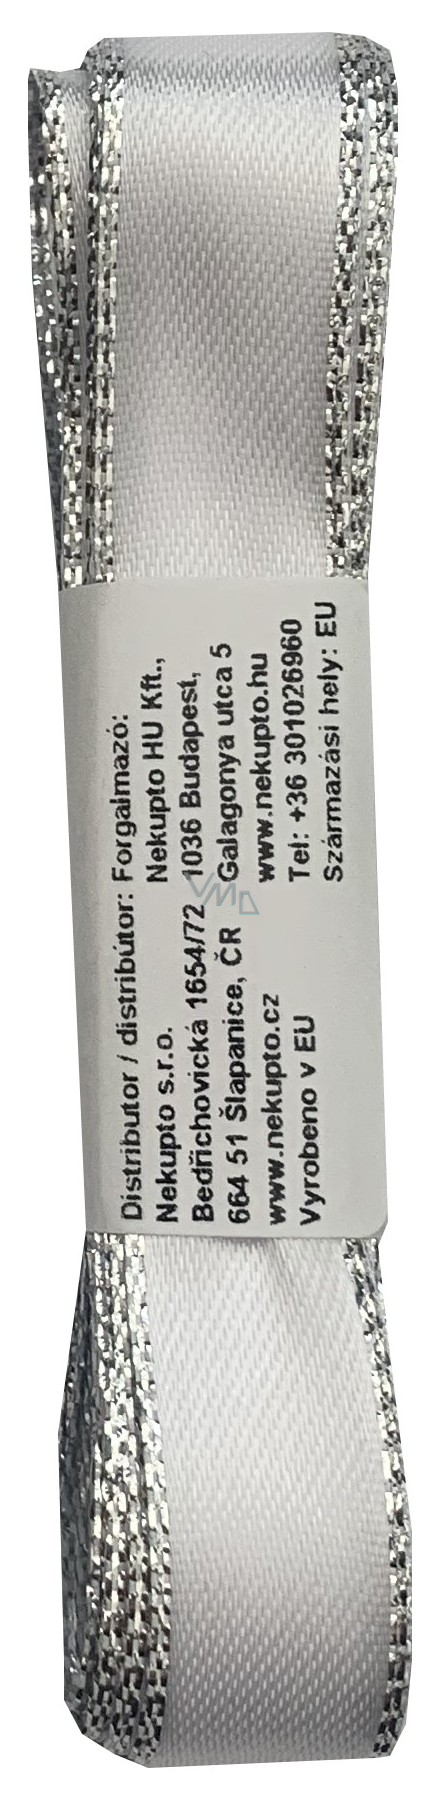 Distributor / distribútor:
Nekupto s.r.o.
Bedřichovická 1654/72
664 51 Šlapanice, ČR
www.nekupto.cz
Vyrobeno v EU
Forgalmazó:
Nekupto HU Kft.,
1036 Budapest,
Galagonya utca 5
www.nekupto.hu
Tel: +36 301026960
Származási hely: EU
VMD